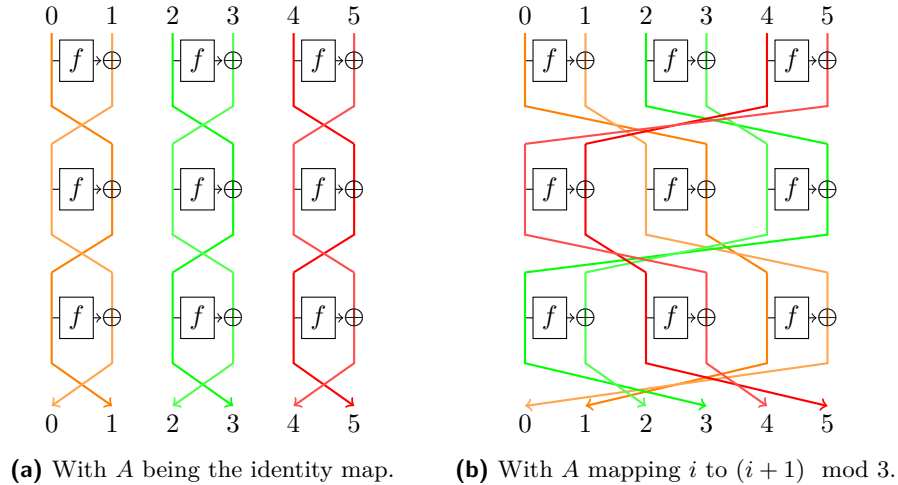 0 1 2 3 4 5 0 1 2 3 4 5
f f f f f f
f f f f f f
f f f f f f
0 1 2 3 4 5 0 1 2 3 4 5
(a) With A being the identity map. (b) With A mapping i to (i + 1) mod 3.